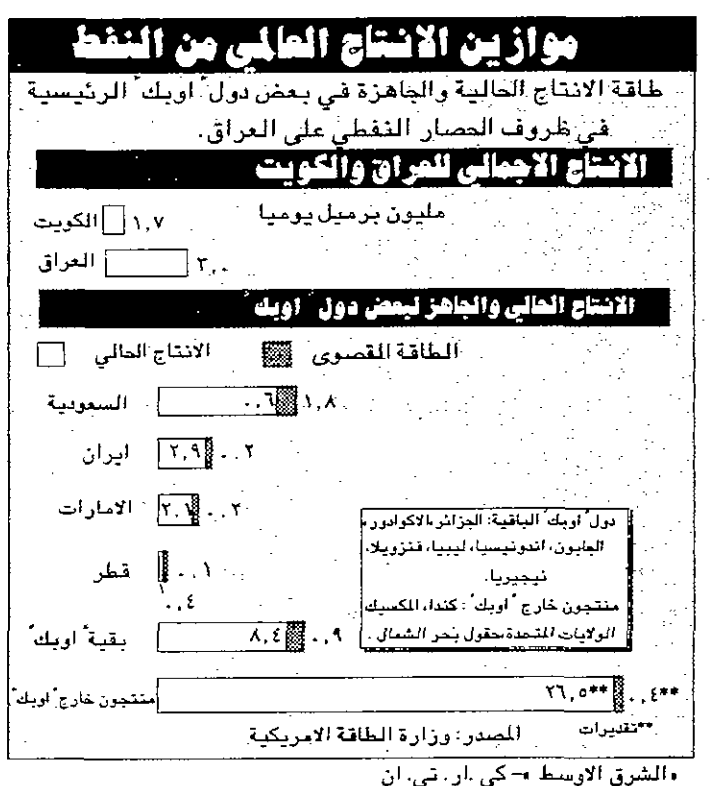 موازين الانتاج العالمي من النفط
طاقة الانتاج الحالية والجاهزة في بعض دول "اوبك" الرئيسية
في ظروف الحصار النفطي على العراق.
الانتاج الاجمالي للعراق والكويت
مليون برميل يوميا
الكويت ١,٧
العراق ٣,٠
الانتاج الحالي والجاهز لبعض دول "اوبك"
الانتاج الحالي الطاقة القصوى
السعودية ٠.٦ ١,٨
ايران ٢,٩ ٠.٢
الامارات ٢.١ ٠.٢
قطر ٠.١
٠.٤
بقية "اوبك" ٨,٤ ٠.٩
منتجون خارج "اوبك" **٢٦,٥ **٠.٤
دول "اوبك" الباقية: الجزائر، الاكوادور،
الجابون، اندونيسيا، ليبيا، فنزويلا،
نيجيريا.
منتجون خارج "اوبك": كندا، المكسيك
الولايات المتحدة، حقول بحر الشمال.
**تقديرات
المصدر: وزارة الطاقة الامريكية
«الشرق الاوسط» - كي .ار. تي. ان